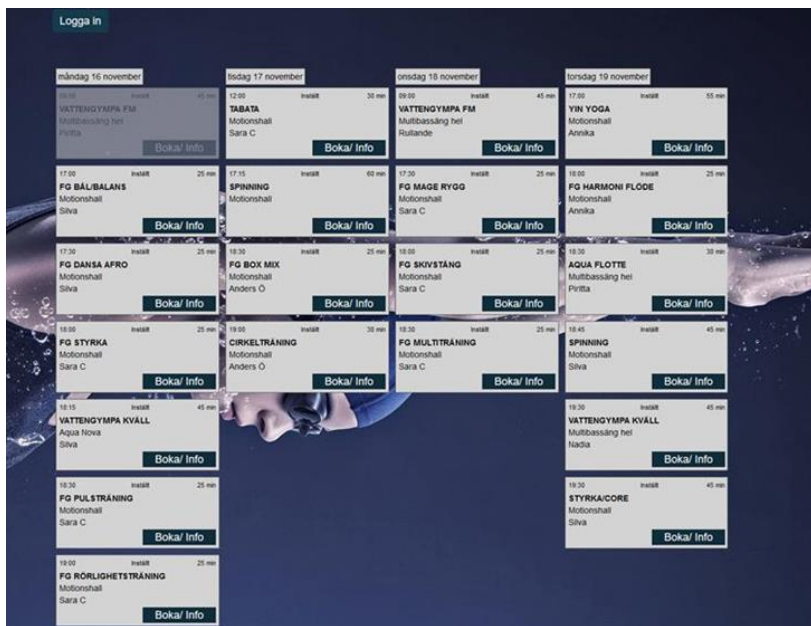 Logga in
måndag 16 november
09:00 Inställt 45 min
VATTENGYMPA FM
Multibassäng hel
Piritta
Boka/ Info
17:00 Inställt 25 min
FG BÅL/BALANS
Motionshall
Silva
Boka/ Info
17:30 Inställt 25 min
FG DANSA AFRO
Motionshall
Silva
Boka/ Info
18:00 Inställt 25 min
FG STYRKA
Motionshall
Sara C
Boka/ Info
18:15 Inställt 45 min
VATTENGYMPA KVÄLL
Aqua Nova
Silva
Boka/ Info
18:30 Inställt 25 min
FG PULSTRÄNING
Motionshall
Sara C
Boka/ Info
19:00 Inställt 25 min
FG RÖRLIGHETSTRÄNING
Motionshall
Sara C
Boka/ Info
tisdag 17 november
12:00 Inställt 30 min
TABATA
Motionshall
Sara C
Boka/ Info
17:15 Inställt 60 min
SPINNING
Motionshall
Boka/ Info
18:30 Inställt 25 min
FG BOX MIX
Motionshall
Anders Ö
Boka/ Info
19:00 Inställt 30 min
CIRKELTRÄNING
Motionshall
Anders Ö
Boka/ Info
onsdag 18 november
09:00 Inställt 45 min
VATTENGYMPA FM
Multibassäng hel
Rullande
Boka/ Info
17:30 Inställt 25 min
FG MAGE RYGG
Motionshall
Sara C
Boka/ Info
18:00 Inställt 25 min
FG SKIVSTÅNG
Motionshall
Sara C
Boka/ Info
18:30 Inställt 25 min
FG MULTITRÄNING
Motionshall
Sara C
Boka/ Info
torsdag 19 november
17:00 Inställt 55 min
YIN YOGA
Motionshall
Annika
Boka/ Info
18:00 Inställt 25 min
FG HARMONI FLÖDE
Motionshall
Annika
Boka/ Info
18:30 Inställt 30 min
AQUA FLOTTE
Multibassäng hel
Piritta
Boka/ Info
18:45 Inställt 45 min
SPINNING
Motionshall
Silva
Boka/ Info
19:30 Inställt 45 min
VATTENGYMPA KVÄLL
Multibassäng hel
Nadia
Boka/ Info
19:30 Inställt 45 min
STYRKA/CORE
Motionshall
Silva
Boka/ Info